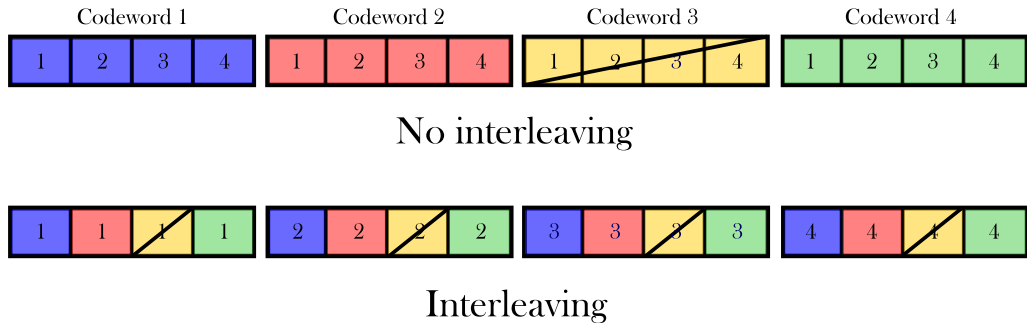 Codeword 1 Codeword 2 Codeword 3 Codeword 4
1 2 3 4 1 2 3 4 1 2 3 4 1 2 3 4
No interleaving
1 1 1 1 2 2 2 2 3 3 3 3 4 4 4 4
Interleaving